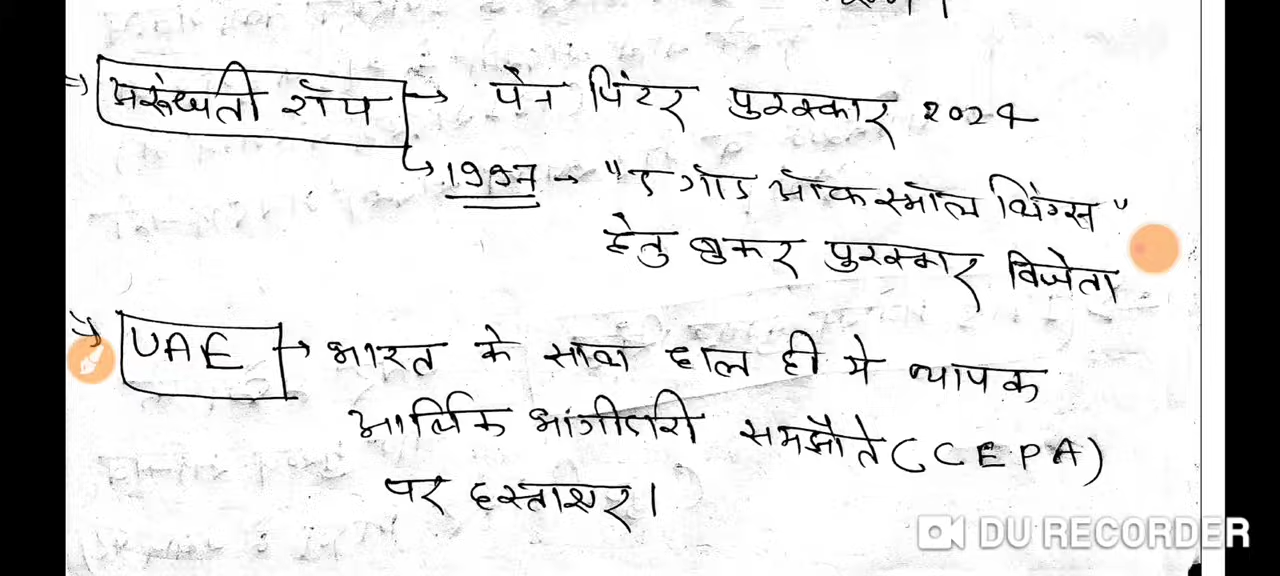 ⇒ अरुंधती रॉय → पेन पिंटर पुरस्कार 2024
↳ 1997 → "द गॉड ऑफ स्मॉल थिंग्स"
हेतु बुकर पुरस्कार विजेता
⇒ UAE → भारत के साथ हाल ही मे व्यापक
आर्थिक भागीदारी समझौते (CEPA)
पर हस्ताक्षर।
DU RECORDER